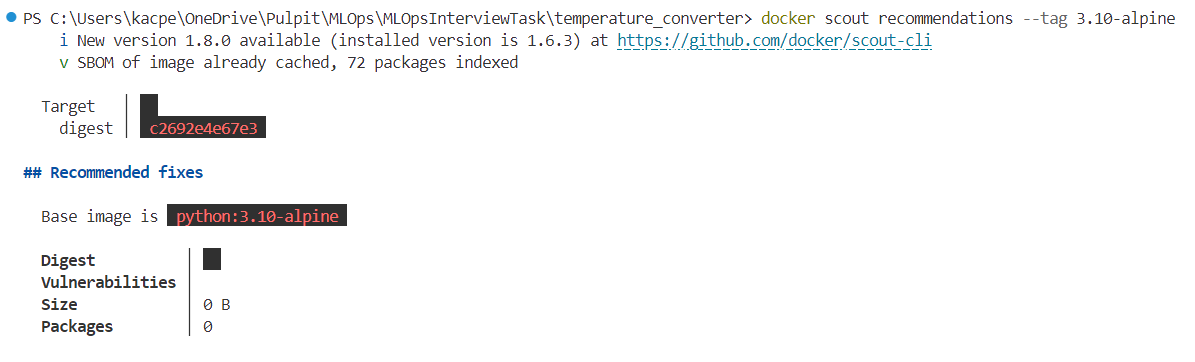 PS C:\Users\kacpe\OneDrive\Pulpit\MLOps\MLOpsInterviewTask\temperature_converter> docker scout recommendations --tag 3.10-alpine
i New version 1.8.0 available (installed version is 1.6.3) at https://github.com/docker/scout-cli
v SBOM of image already cached, 72 packages indexed
Target
digest c2692e4e67e3
## Recommended fixes
Base image is python:3.10-alpine
Digest
Vulnerabilities
Size 0 B
Packages 0